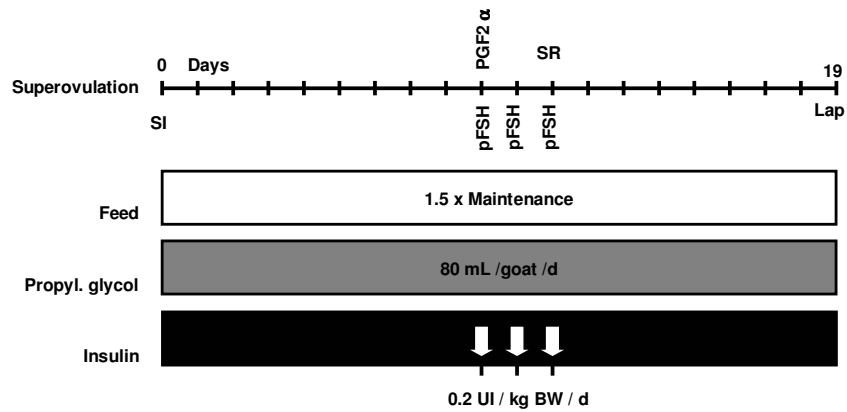 PGF2 α
0 Days
SR
19
Superovulation
SI
pFSH
pFSH
pFSH
Lap
1.5 x Maintenance
Feed
80 mL /goat /d
Propyl. glycol
Insulin
0.2 UI / kg BW / d